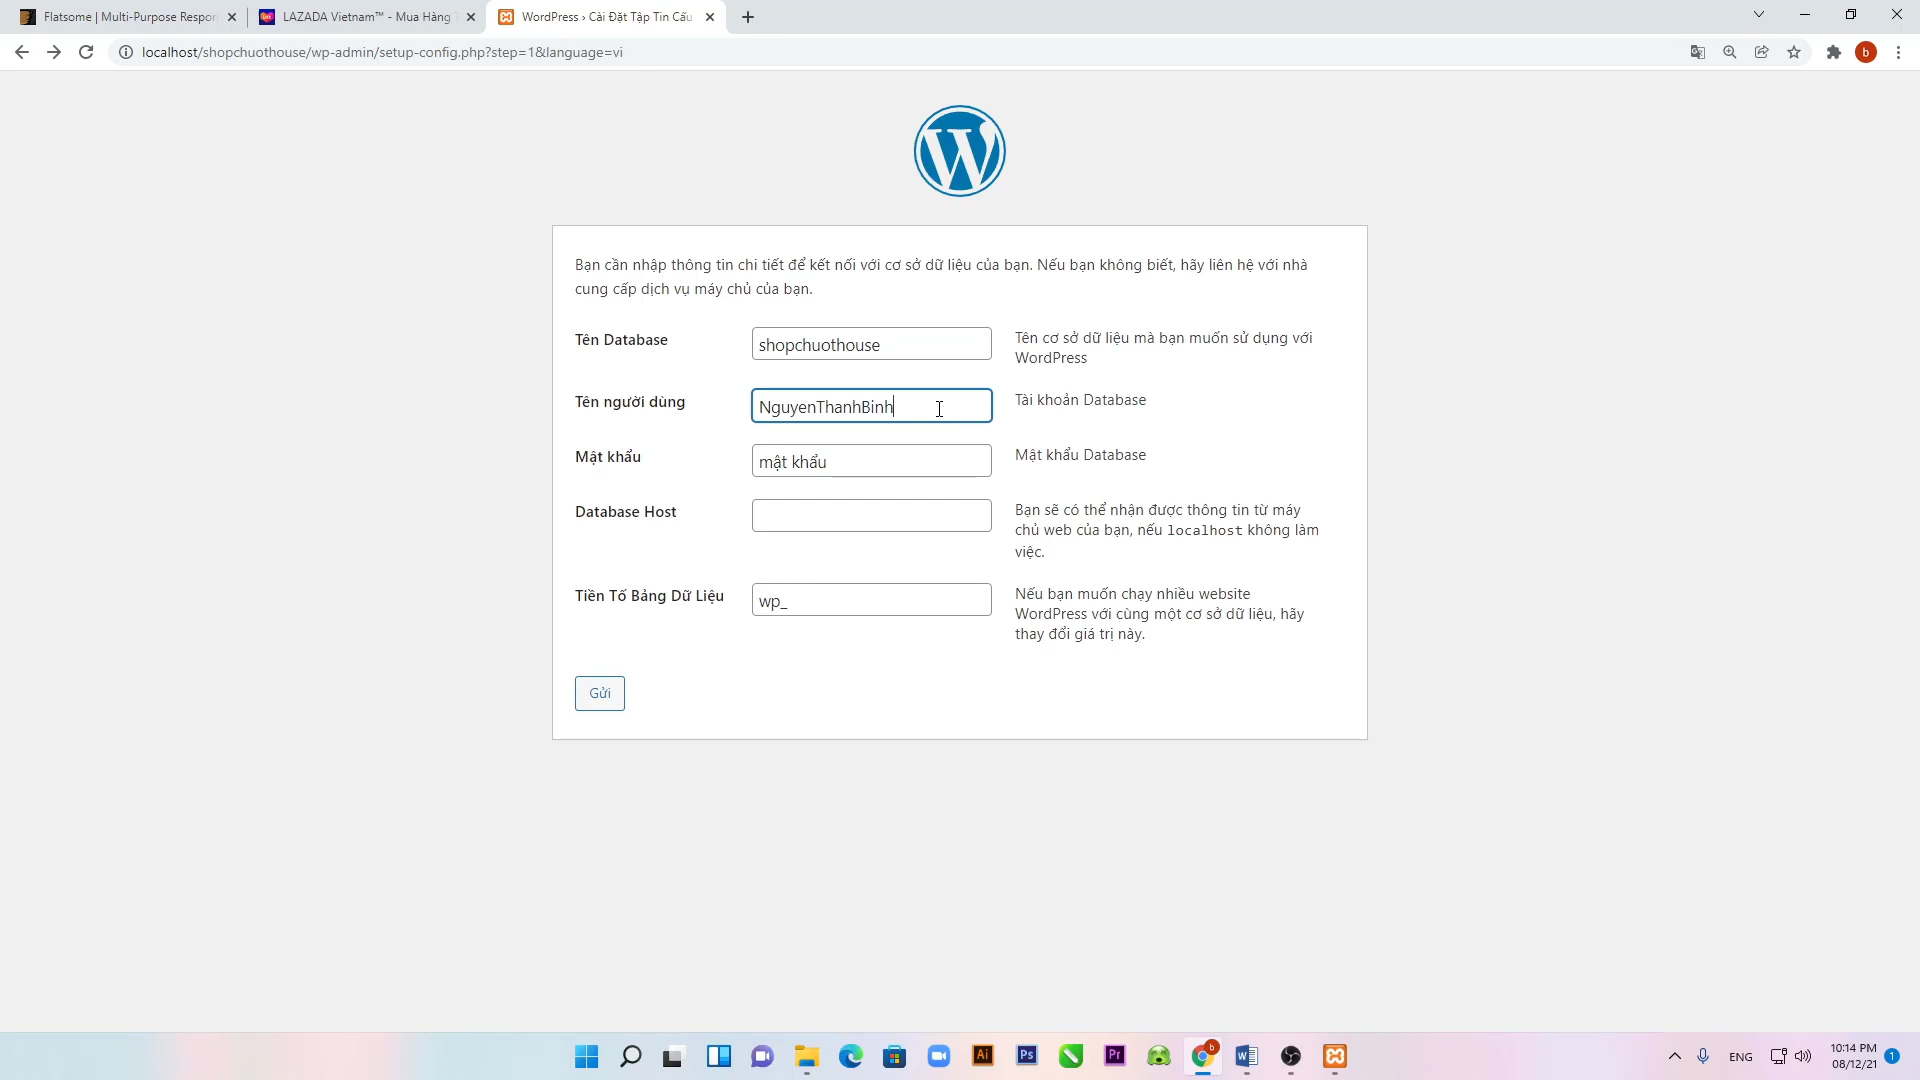 Flatsome | Multi-Purpose Respon
LAZADA Vietnam™ - Mua Hàng T
WordPress › Cài Đặt Tập Tin Cấu
localhost/shopchuothouse/wp-admin/setup-config.php?step=1&language=vi
b
Bạn cần nhập thông tin chi tiết để kết nối với cơ sở dữ liệu của bạn. Nếu bạn không biết, hãy liên hệ với nhà
cung cấp dịch vụ máy chủ của bạn.
Tên Database
shopchuothouse
Tên cơ sở dữ liệu mà bạn muốn sử dụng với
WordPress
Tên người dùng
NguyenThanhBinh
Tài khoản Database
Mật khẩu
mật khẩu
Mật khẩu Database
Database Host
Bạn sẽ có thể nhận được thông tin từ máy
chủ web của bạn, nếu localhost không làm
việc.
Tiền Tố Bảng Dữ Liệu
wp_
Nếu bạn muốn chạy nhiều website
WordPress với cùng một cơ sở dữ liệu, hãy
thay đổi giá trị này.
Gửi
Ai
Ps
Pr
b
ENG
10:14 PM
08/12/21
1